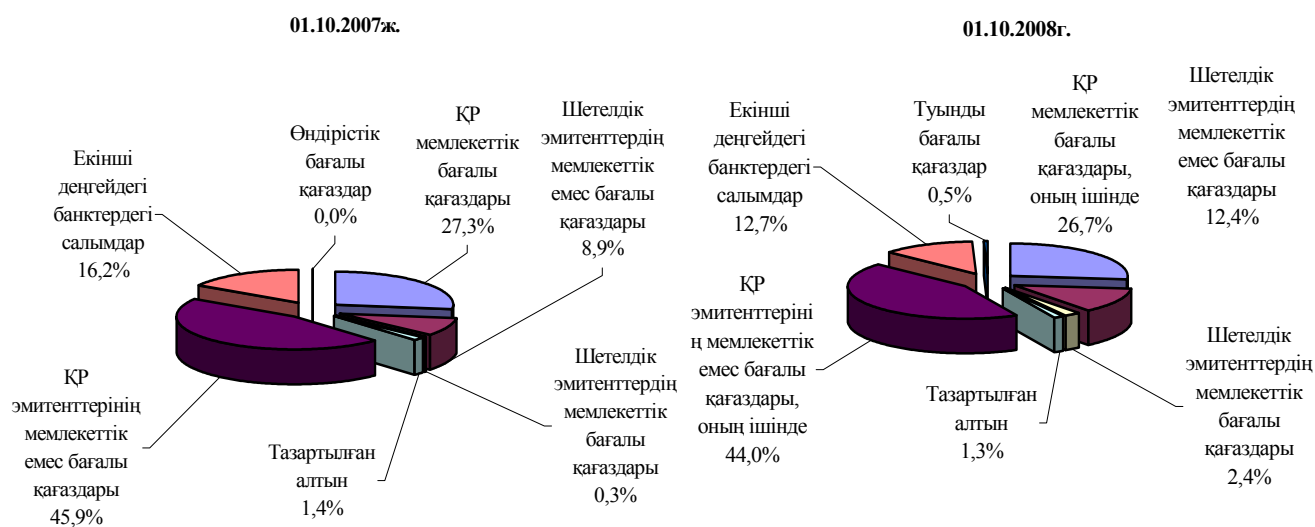 01.10.2007ж.
Екінші
деңгейдегі
банктердегі
салымдар
16,2%
Өндірістік
бағалы
қағаздар
0,0%
ҚР
мемлекеттік
бағалы
қағаздары
27,3%
Шетелдік
эмитенттердің
мемлекеттік
емес бағалы
қағаздары
8,9%
ҚР
эмитенттерінің
мемлекеттік
емес бағалы
қағаздары
45,9%
Тазартылған
алтын
1,4%
Шетелдік
эмитенттердің
мемлекеттік
бағалы
қағаздары
0,3%
01.10.2008г.
Екінші
деңгейдегі
банктердегі
салымдар
12,7%
Туынды
бағалы
қағаздар
0,5%
ҚР
мемлекеттік
бағалы
қағаздары,
оның ішінде
26,7%
Шетелдік
эмитенттердің
мемлекеттік
емес бағалы
қағаздары
12,4%
ҚР
эмитенттеріні
ң мемлекеттік
емес бағалы
қағаздары,
оның ішінде
44,0%
Тазартылған
алтын
1,3%
Шетелдік
эмитенттердің
мемлекеттік
бағалы
қағаздары
2,4%